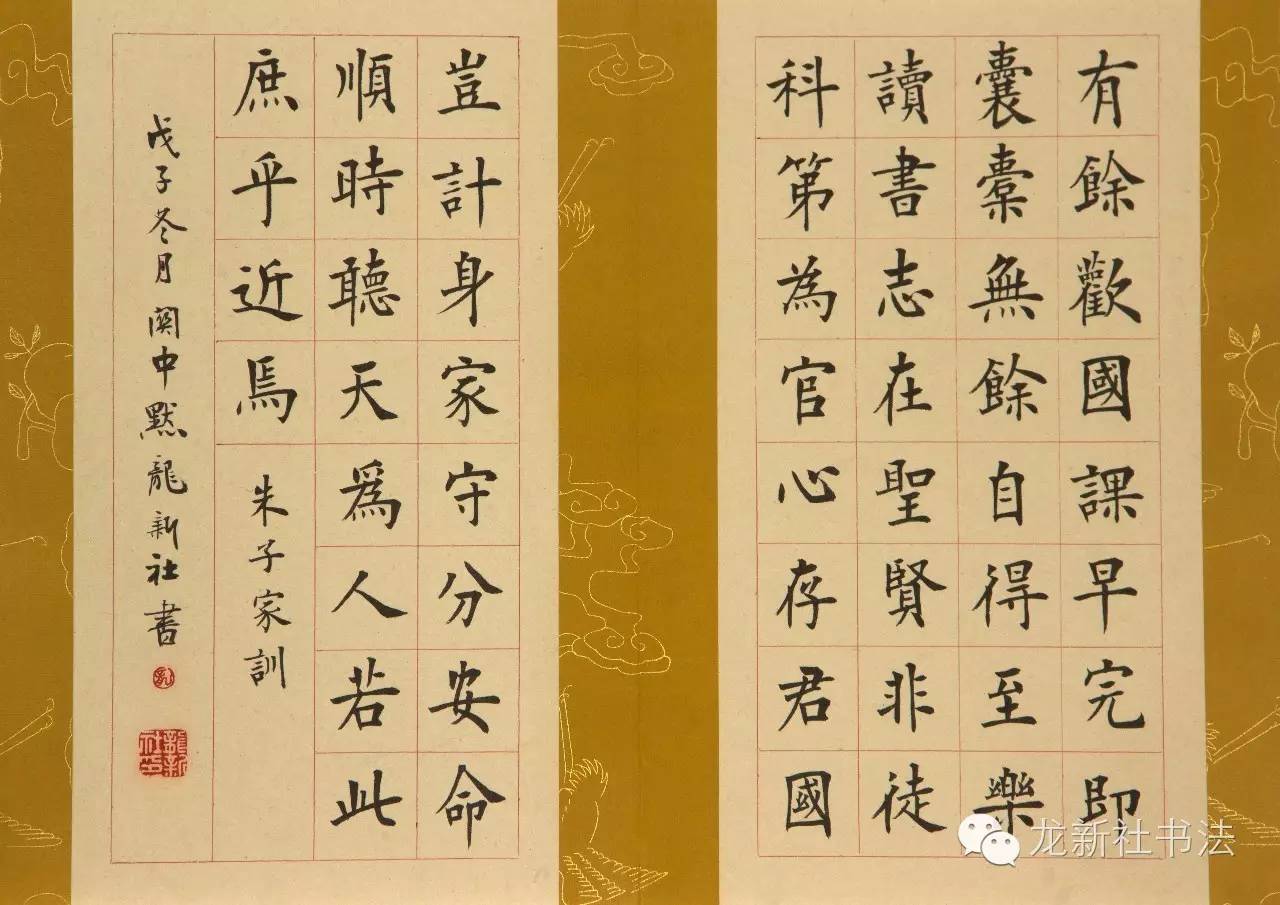 有餘歡國課早完即
囊橐無餘自得至樂
讀書志在聖賢非徒
科第為官心存君國
豈計身家守分安命
順時聽天爲人若此
庶乎近焉
朱子家訓
戊子冬月關中默龍新社書
龍新社印
龙新社书法